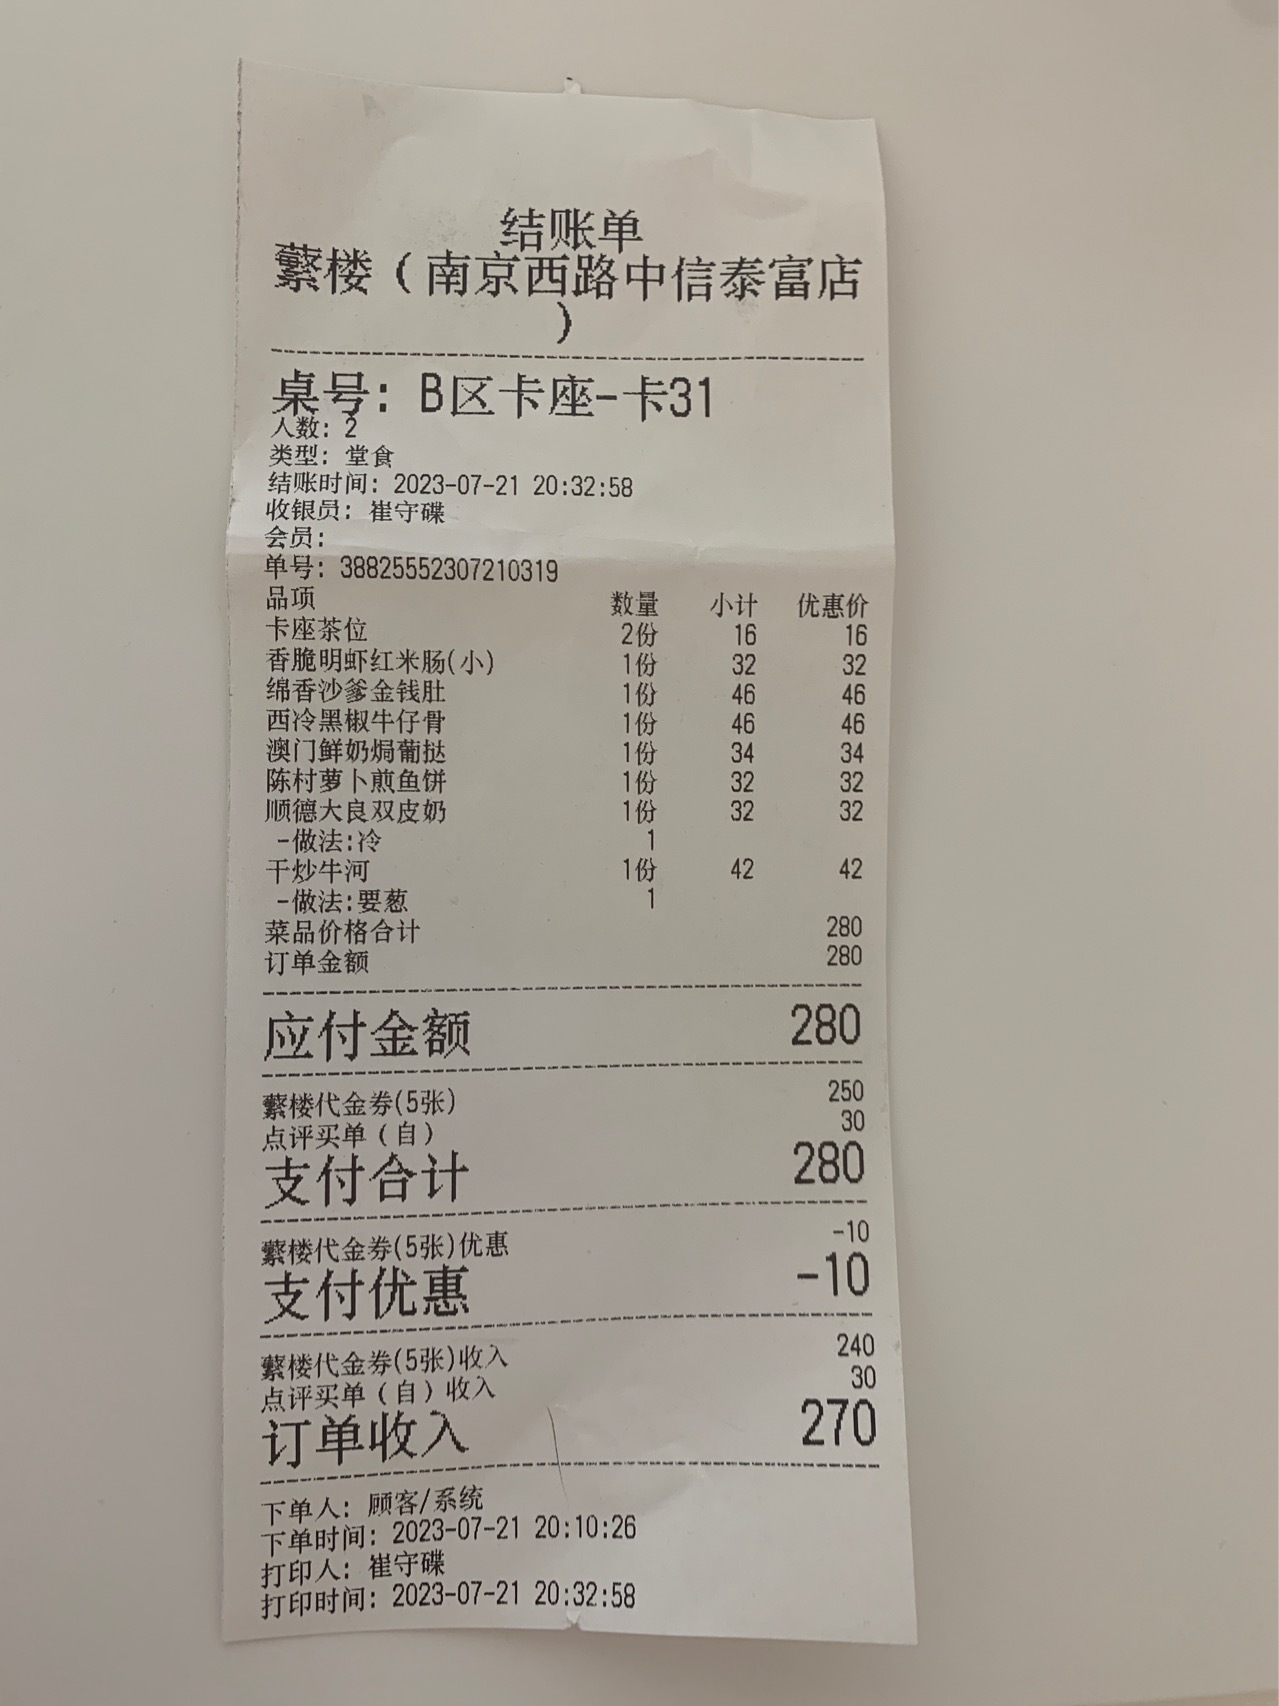 结账单
蘩楼（南京西路中信泰富店
）
桌号: B区卡座-卡31
人数: 2
类型: 堂食
结账时间: 2023-07-21 20:32:58
收银员: 崔守碟
会员:
单号: 388255552307210319
品项 数量 小计 优惠价
卡座茶位 2份 16 16
香脆明虾红米肠(小) 1份 32 32
绵香沙爹金钱肚 1份 46 46
西冷黑椒牛仔骨 1份 46 46
澳门鲜奶焗葡挞 1份 34 34
陈村萝卜煎鱼饼 1份 32 32
顺德大良双皮奶 1份 32 32
-做法:冷 1
干炒牛河 1份 42 42
-做法:要葱 1
菜品价格合计 280
订单金额 280
应付金额 280
蘩楼代金券(5张) 250
点评买单（自） 30
支付合计 280
蘩楼代金券(5张)优惠 -10
支付优惠 -10
蘩楼代金券(5张)收入 240
点评买单（自）收入 30
订单收入 270
下单人: 顾客/系统
下单时间: 2023-07-21 20:10:26
打印人: 崔守碟
打印时间: 2023-07-21 20:32:58